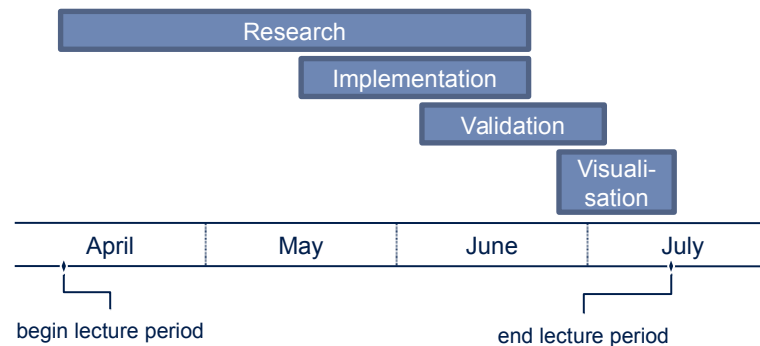 Research
Implementation
Validation
Visuali-
sation
April May June July
begin lecture period
end lecture period